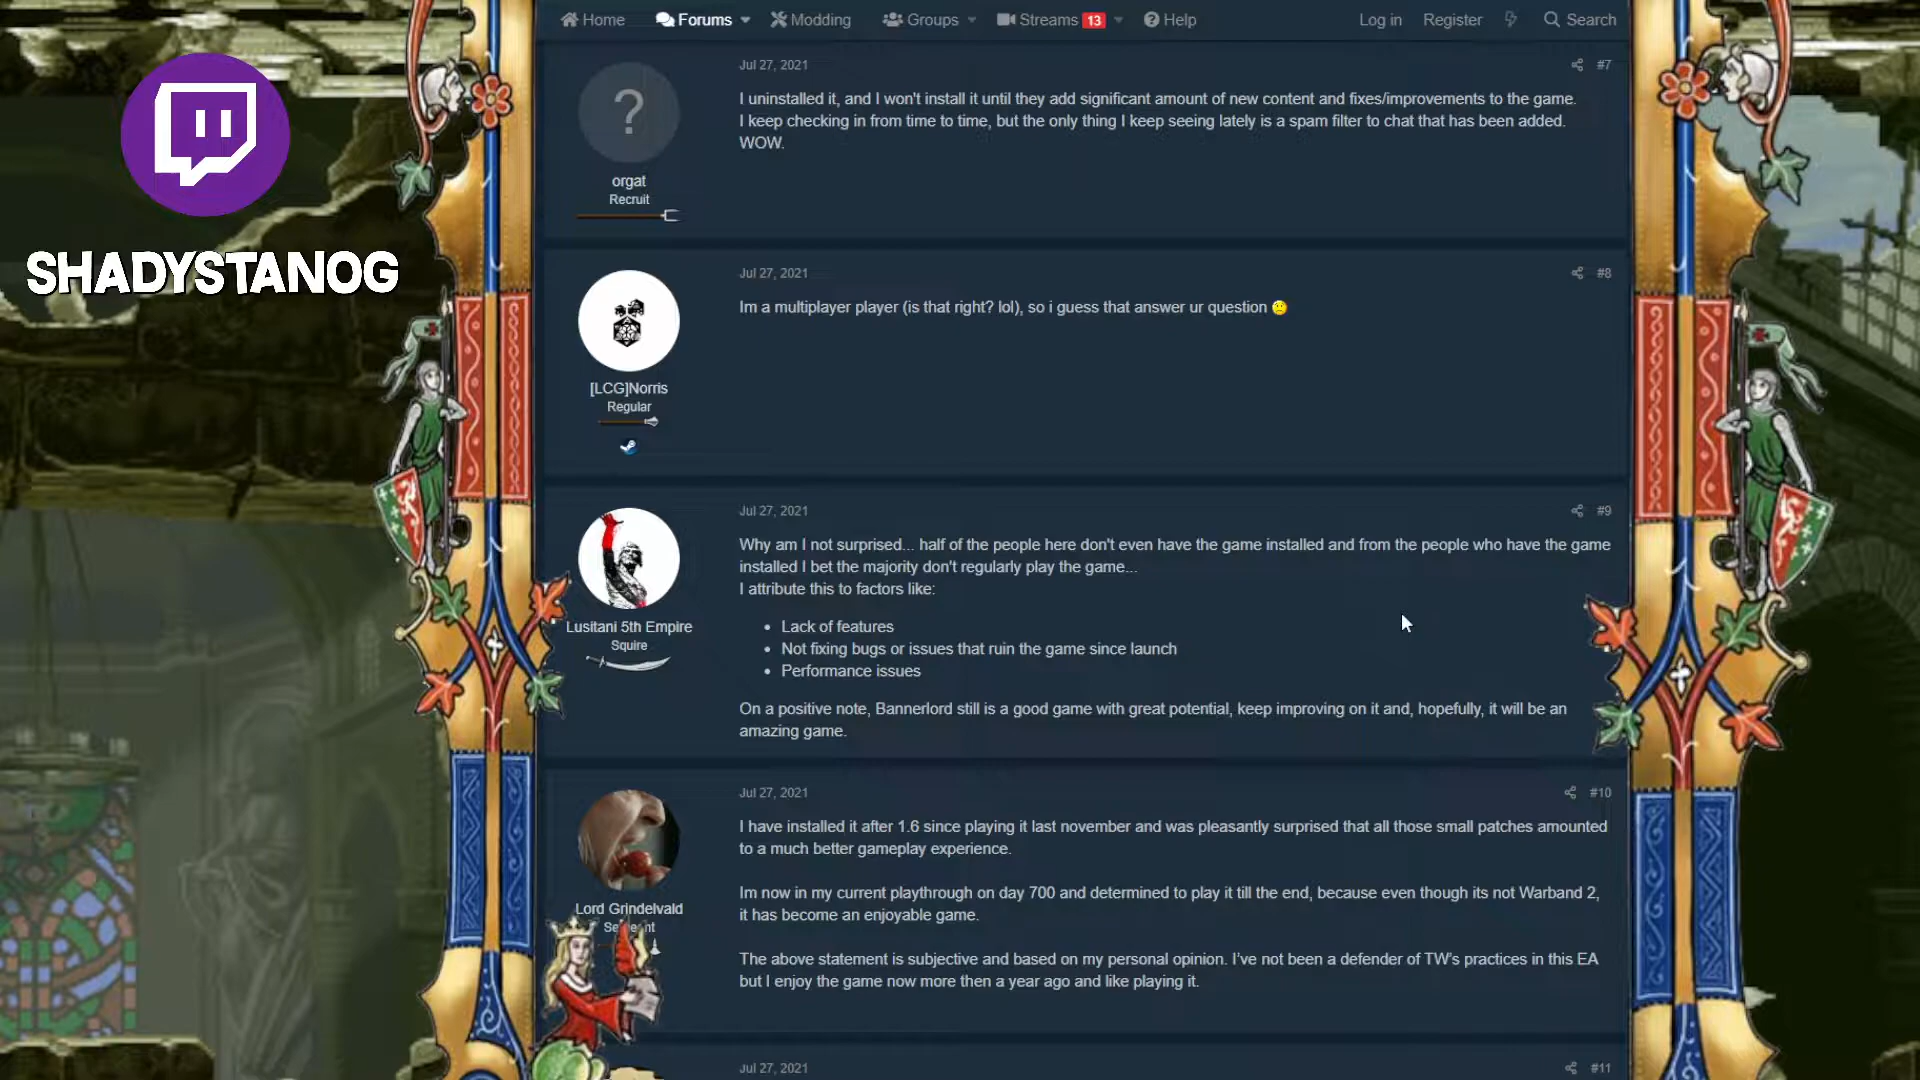 Home
Forums
Modding
Groups
Streams 13
Help
Log in
Register
Search
SHADYSTANOG
Jul 27, 2021
#7
orgat
Recruit
I uninstalled it, and I won't install it until they add significant amount of new content and fixes/improvements to the game.
I keep checking in from time to time, but the only thing I keep seeing lately is a spam filter to chat that has been added.
WOW.
Jul 27, 2021
#8
[LCG]Norris
Regular
Im a multiplayer player (is that right? lol), so i guess that answer ur question
Jul 27, 2021
#9
Lusitani 5th Empire
Squire
Why am I not surprised... half of the people here don't even have the game installed and from the people who have the game
installed I bet the majority don't regularly play the game...
I attribute this to factors like:
• Lack of features
• Not fixing bugs or issues that ruin the game since launch
• Performance issues
On a positive note, Bannerlord still is a good game with great potential, keep improving on it and, hopefully, it will be an
amazing game.
Jul 27, 2021
#10
Lord Grindelvald
I have installed it after 1.6 since playing it last november and was pleasantly surprised that all those small patches amounted
to a much better gameplay experience.
Im now in my current playthrough on day 700 and determined to play it till the end, because even though its not Warband 2,
it has become an enjoyable game.
The above statement is subjective and based on my personal opinion. I've not been a defender of TW's practices in this EA
but I enjoy the game now more then a year ago and like playing it.
Jul 27, 2021
#11